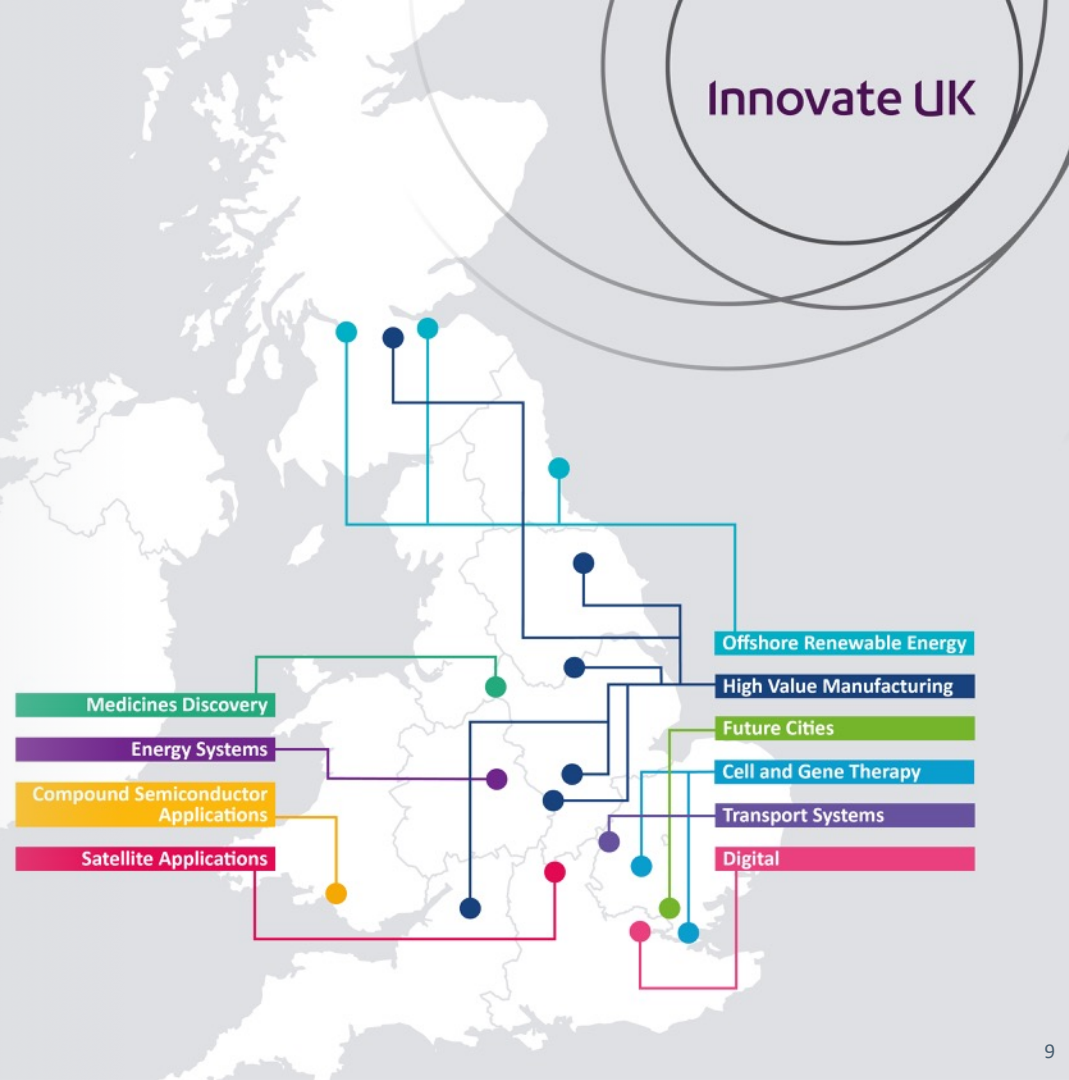 Innovate UK
Offshore Renewable Energy
High Value Manufacturing
Future Cities
Cell and Gene Therapy
Transport Systems
Digital
Medicines Discovery
Energy Systems
Compound Semiconductor
Applications
Satellite Applications
9